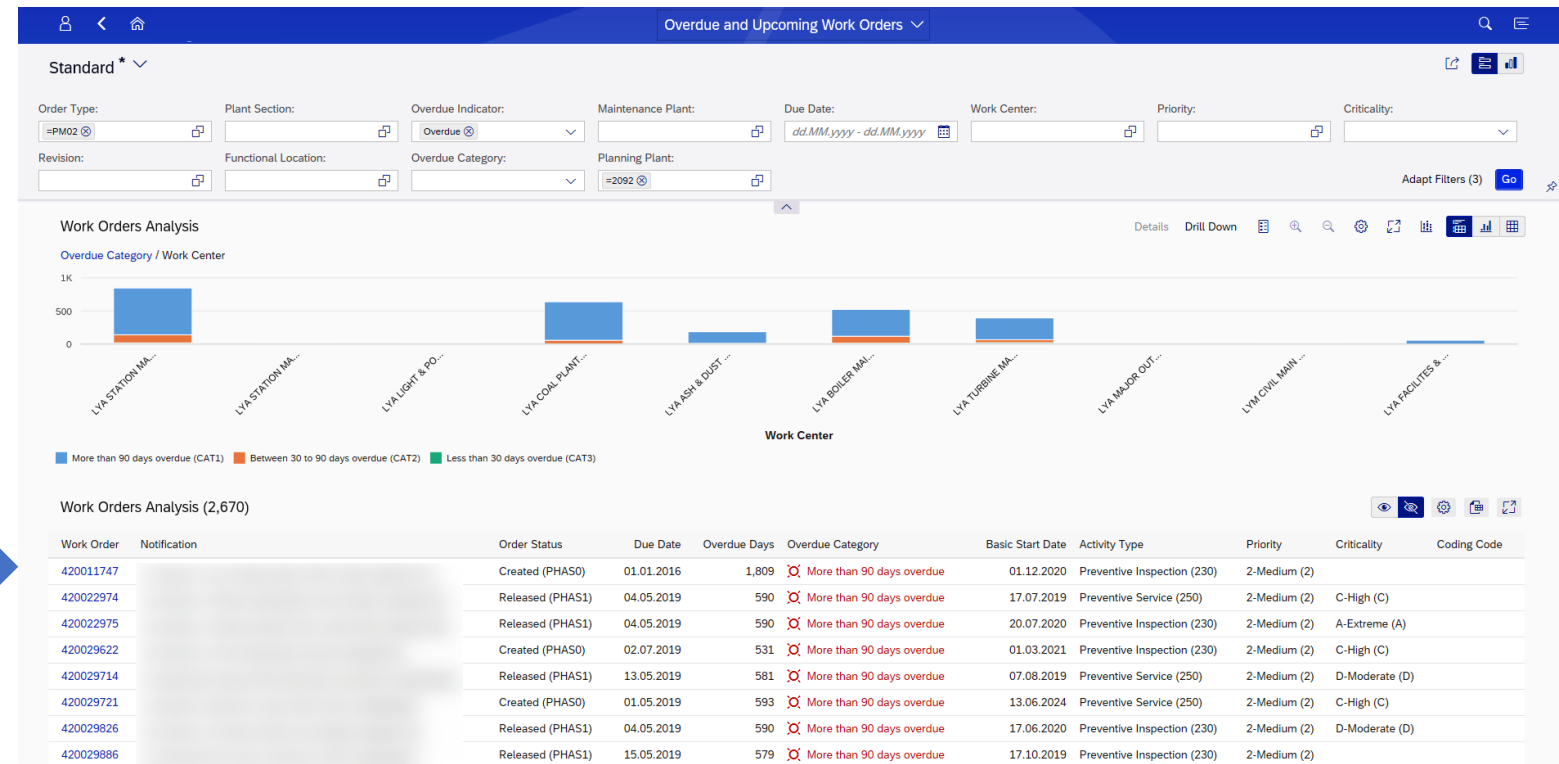 Overdue and Upcoming Work Orders
Standard *
Order Type: Plant Section: Overdue Indicator: Maintenance Plant: Due Date: Work Center: Priority: Criticality:
=PM02 Overdue dd.MM.yyyy - dd.MM.yyyy
Revision: Functional Location: Overdue Category: Planning Plant:
=2092 Adapt Filters (3) Go
Work Orders Analysis Details Drill Down
Overdue Category / Work Center
1K
500
0
LYA STATION MA... LYA STATION MA... LYA LIGHT & PO... LYA COAL PLANT... LYA ASH & DUST ... LYA BOILER MAI... LYA TURBINE MA... LYA MAJOR OUT... LYM CIVIL MAIN ... LYA FACILITES & ...
Work Center
More than 90 days overdue (CAT1) Between 30 to 90 days overdue (CAT2) Less than 30 days overdue (CAT3)
Work Orders Analysis (2,670)
Work Order Notification Order Status Due Date Overdue Days Overdue Category Basic Start Date Activity Type Priority Criticality Coding Code
420011747 Created (PHAS0) 01.01.2016 1,809 More than 90 days overdue 01.12.2020 Preventive Inspection (230) 2-Medium (2)
420022974 Released (PHAS1) 04.05.2019 590 More than 90 days overdue 17.07.2019 Preventive Service (250) 2-Medium (2) C-High (C)
420022975 Released (PHAS1) 04.05.2019 590 More than 90 days overdue 20.07.2020 Preventive Inspection (230) 2-Medium (2) A-Extreme (A)
420029622 Created (PHAS0) 02.07.2019 531 More than 90 days overdue 01.03.2021 Preventive Inspection (230) 2-Medium (2) C-High (C)
420029714 Released (PHAS1) 13.05.2019 581 More than 90 days overdue 07.08.2019 Preventive Service (250) 2-Medium (2) D-Moderate (D)
420029721 Created (PHAS0) 01.05.2019 593 More than 90 days overdue 13.06.2024 Preventive Service (250) 2-Medium (2) C-High (C)
420029826 Released (PHAS1) 04.05.2019 590 More than 90 days overdue 17.06.2020 Preventive Inspection (230) 2-Medium (2) D-Moderate (D)
420029886 Released (PHAS1) 15.05.2019 579 More than 90 days overdue 17.10.2019 Preventive Inspection (230) 2-Medium (2)